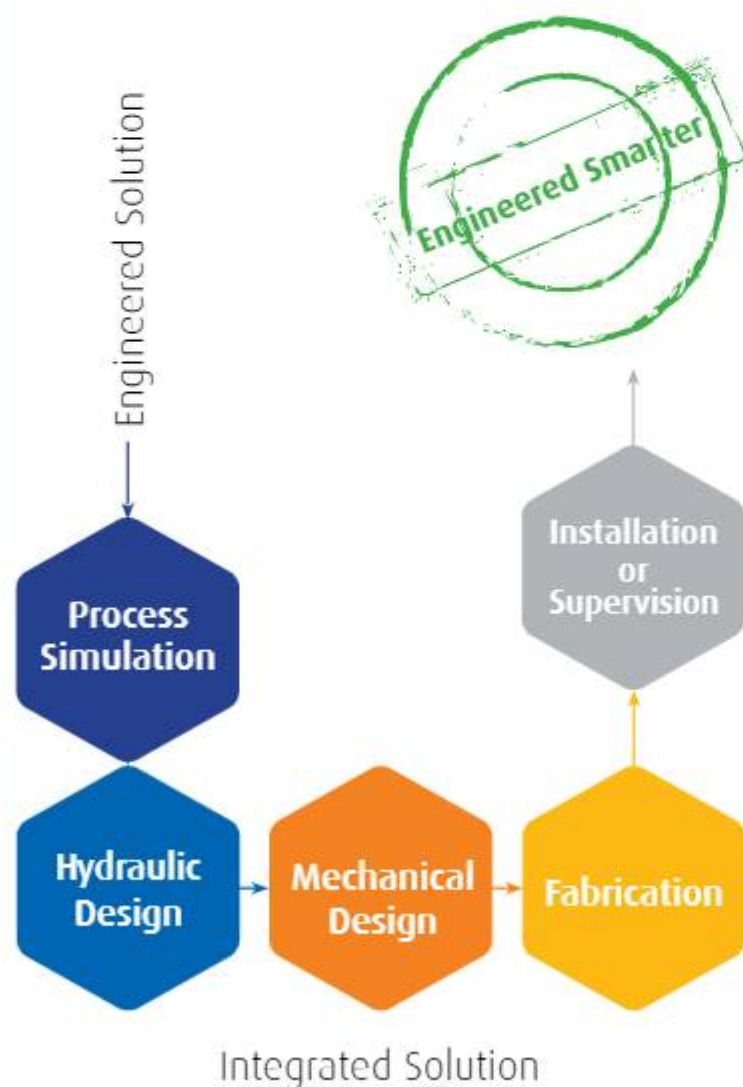 Engineered Solution
Engineered Smarter
Process
Simulation
Installation
or
Supervision
Hydraulic
Design
Mechanical
Design
Fabrication
Integrated Solution